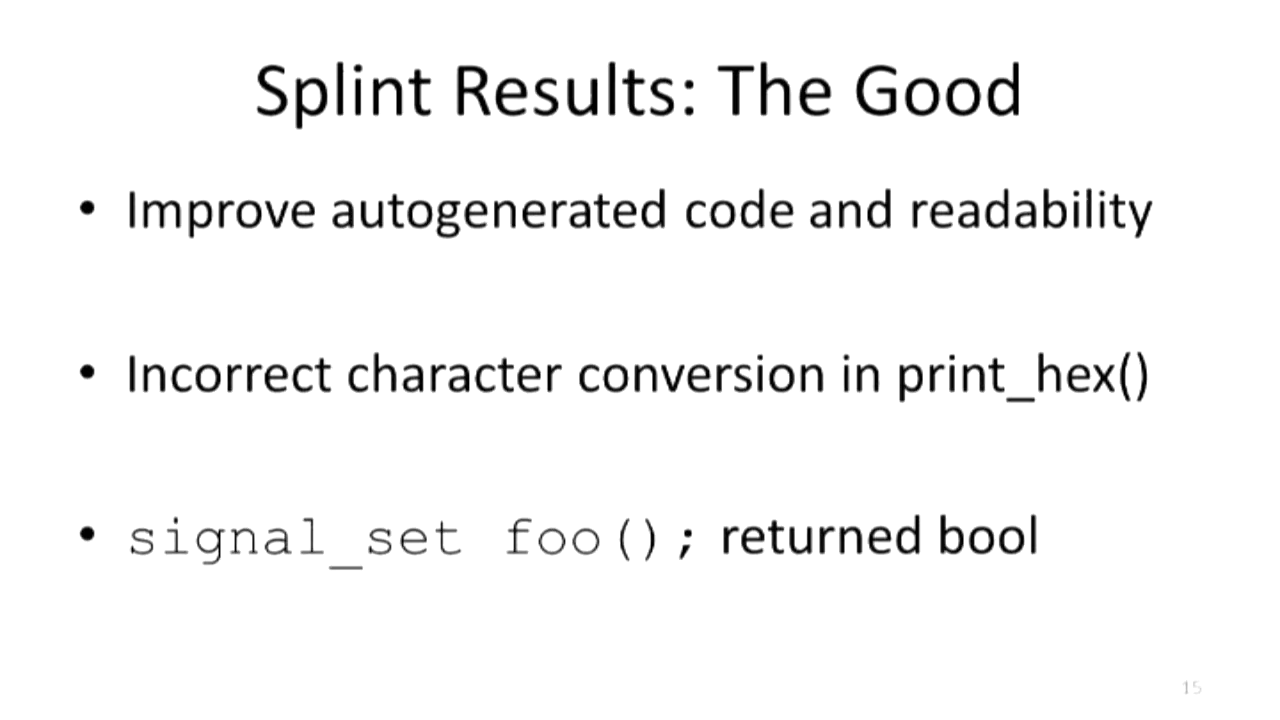 Splint Results: The Good
• Improve autogenerated code and readability
• Incorrect character conversion in print_hex()
• signal_set foo(); returned bool
15